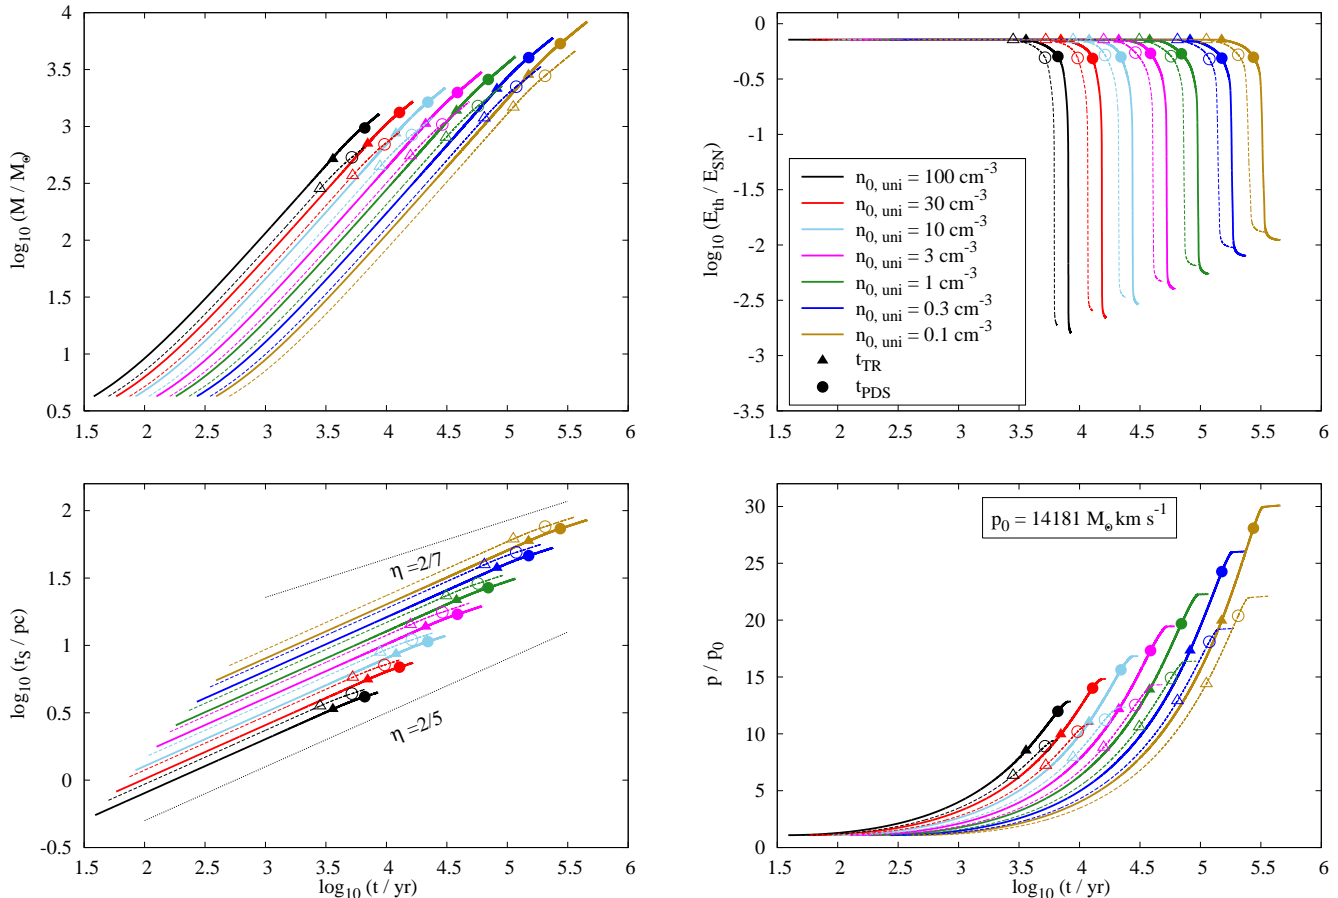 4
3.5
3
2.5
2
1.5
1
0.5
log10 (M / M⊙)
1.5 2 2.5 3 3.5 4 4.5 5 5.5 6
0
-0.5
-1
-1.5
-2
-2.5
-3
-3.5
log10 (Eth / ESN)
n0, uni = 100 cm-3
n0, uni = 30 cm-3
n0, uni = 10 cm-3
n0, uni = 3 cm-3
n0, uni = 1 cm-3
n0, uni = 0.3 cm-3
n0, uni = 0.1 cm-3
tTR
tPDS
1.5 2 2.5 3 3.5 4 4.5 5 5.5 6
2
1.5
1
0.5
0
-0.5
log10 (rS / pc)
η =2/7
η =2/5
1.5 2 2.5 3 3.5 4 4.5 5 5.5 6
log10 (t / yr)
30
25
20
15
10
5
0
p / p0
p0 = 14181 M⊙ km s-1
1.5 2 2.5 3 3.5 4 4.5 5 5.5 6
log10 (t / yr)